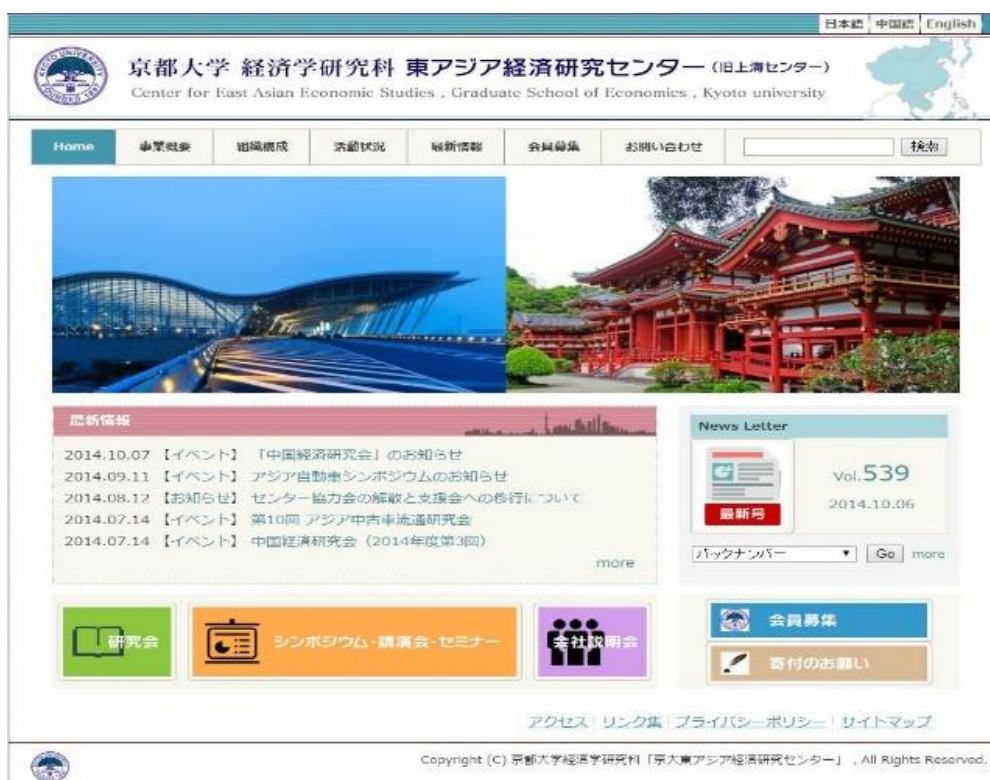 日本語 中国語 English
京都大学 経済学研究科 東アジア経済研究センター (旧上海センター)
Center for East Asian Economic Studies , Graduate School of Economics , Kyoto university
Home 事業概要 組織構成 活動状況 最新情報 会員募集 お問い合わせ 検索
最新情報
2014.10.07 【イベント】 「中国経済研究会」のお知らせ
2014.09.11 【イベント】 アジア自動車シンポジウムのお知らせ
2014.08.12 【お知らせ】 センター協力会の解散と支援会への移行について
2014.07.14 【イベント】 第10回 アジア中古車流通研究会
2014.07.14 【イベント】 中国経済研究会（2014年度第3回）
more
News Letter
最新号
Vol.539
2014.10.06
バックナンバー Go more
研究会
シンポジウム・講演会・セミナー
会社説明会
会員募集
寄付のお願い
アクセス リンク集 プライバシーポリシー サイトマップ
Copyright (C) 京都大学経済学研究科「京大東アジア経済研究センター」 , All Rights Reserved.